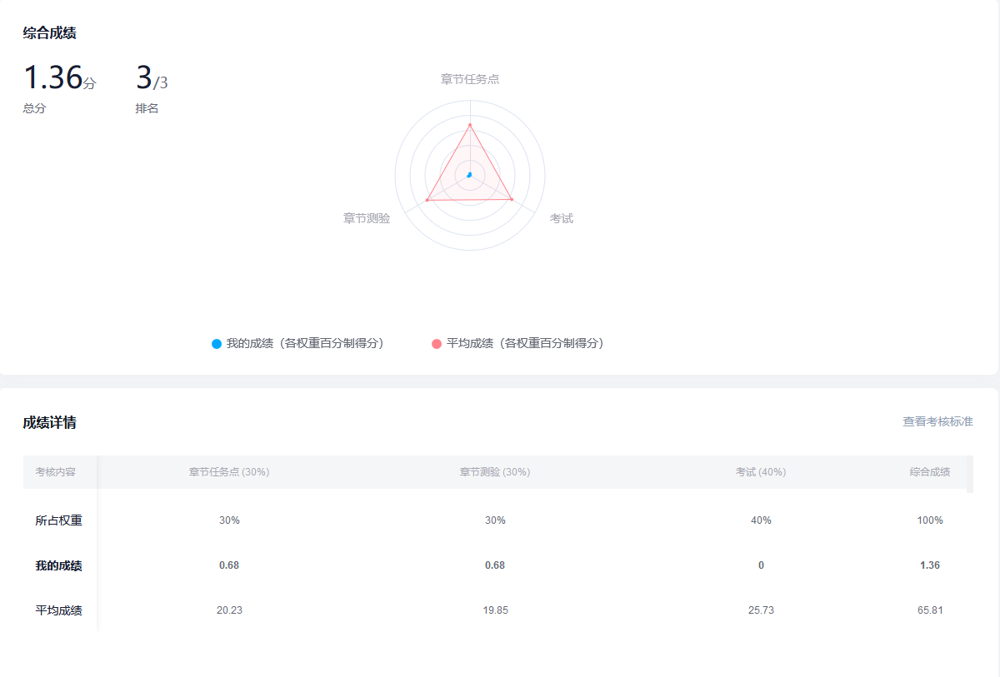 综合成绩
1.36分 3/3
总分 排名
章节任务点
章节测验 考试
我的成绩（各权重百分制得分） 平均成绩（各权重百分制得分）
成绩详情 查看考核标准
考核内容 章节任务点 (30%) 章节测验 (30%) 考试 (40%) 综合成绩
所占权重 30% 30% 40% 100%
我的成绩 0.68 0.68 0 1.36
平均成绩 20.23 19.85 25.73 65.81